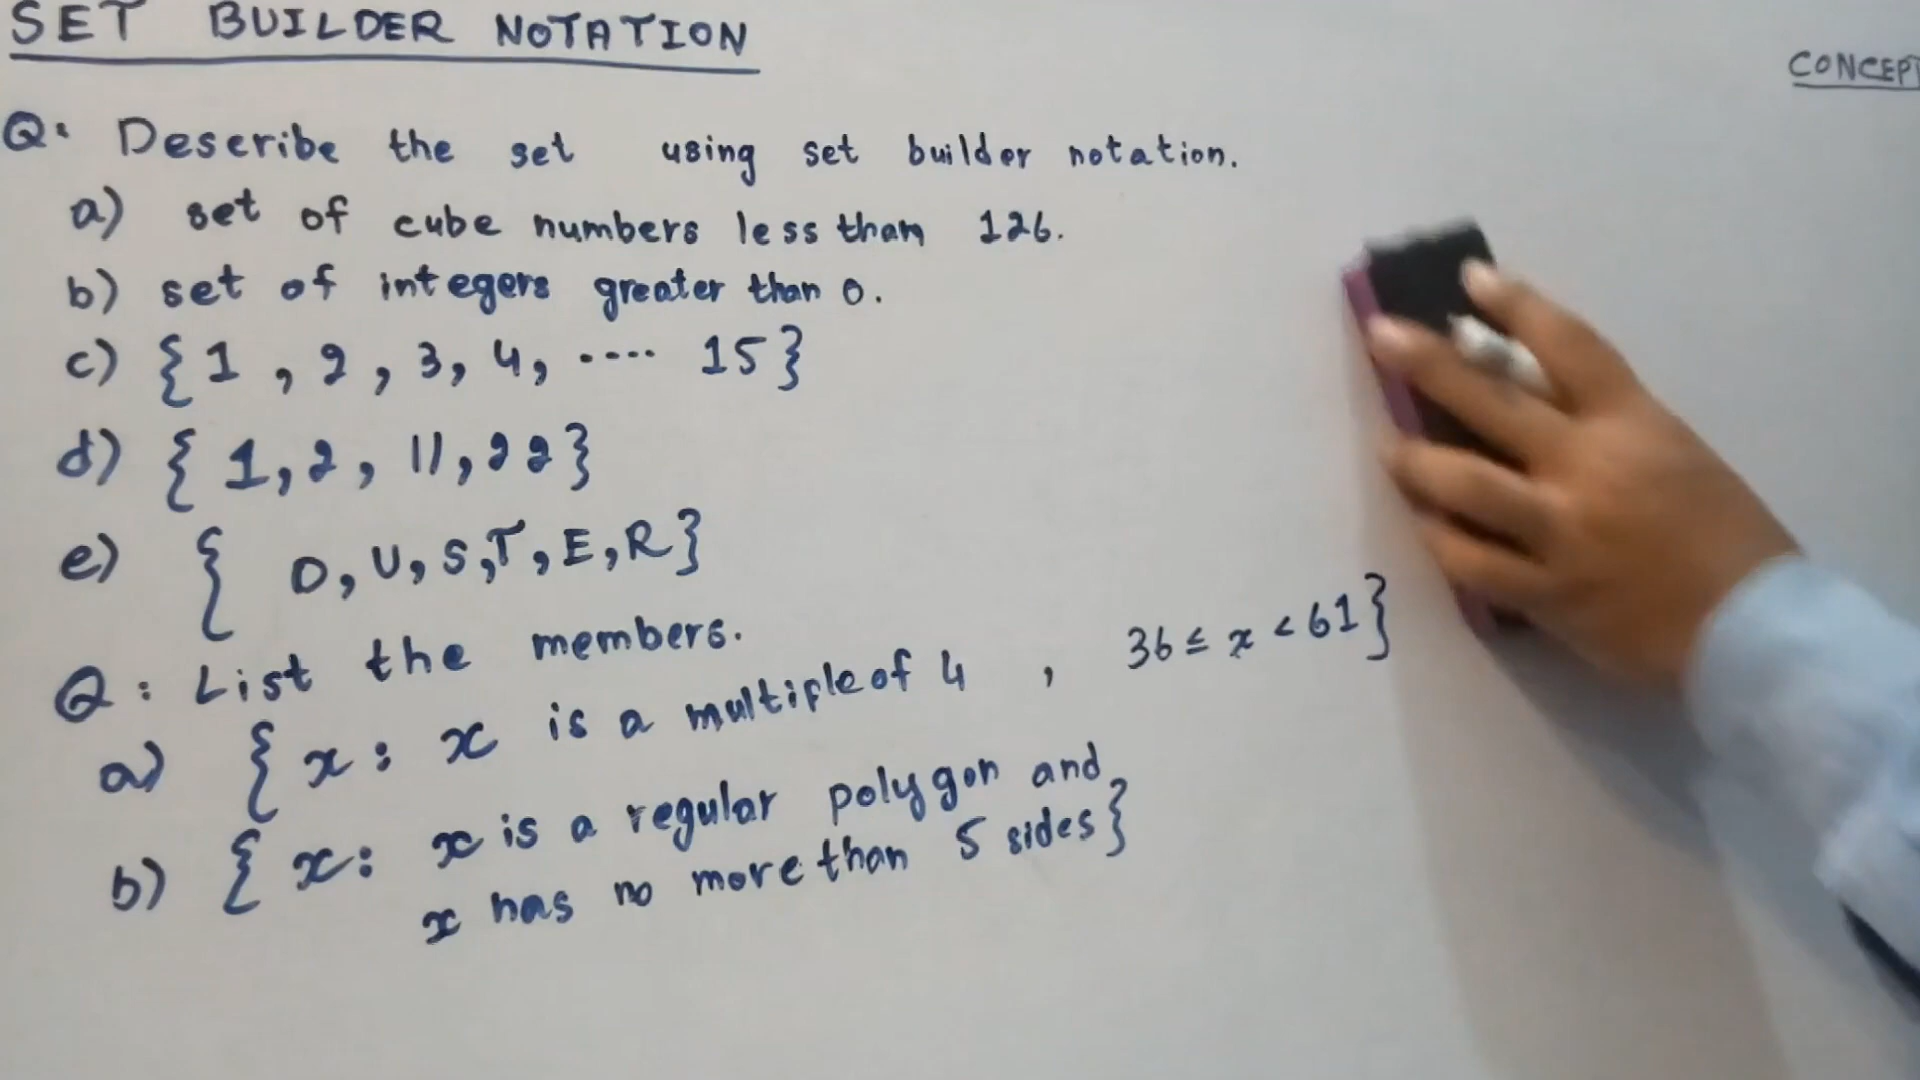 SET BUILDER NOTATION
CONCEPT
Q: Describe the set using set builder notation.
a) set of cube numbers less than 126.
b) set of integers greater than 0.
c) {1, 2, 3, 4, .... 15}
d) {1, 2, 11, 22}
e) {D, U, S, T, E, R}
Q: List the members.
a) {x: x is a multiple of 4, 36 ≤ x < 61}
b) {x: x is a regular polygon and
x has no more than 5 sides}